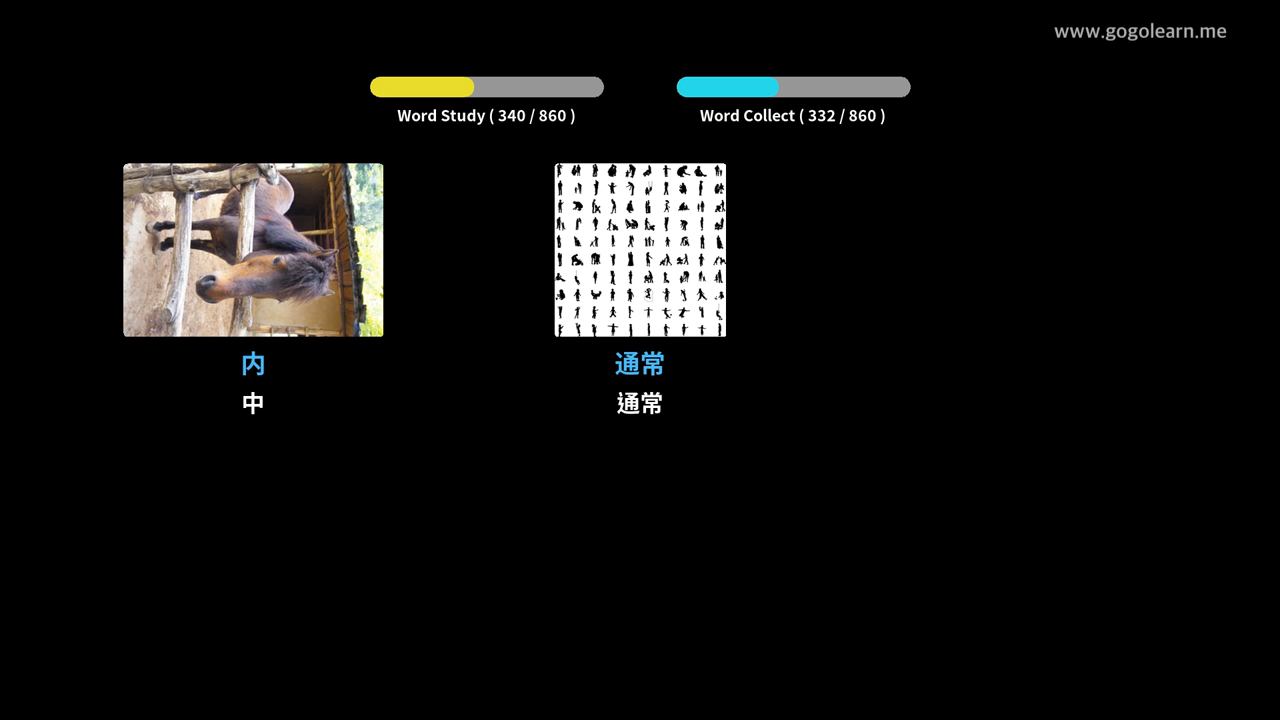 www.gogolearn.me
Word Study ( 340 / 860 )
Word Collect ( 332 / 860 )
内
中
通常
通常